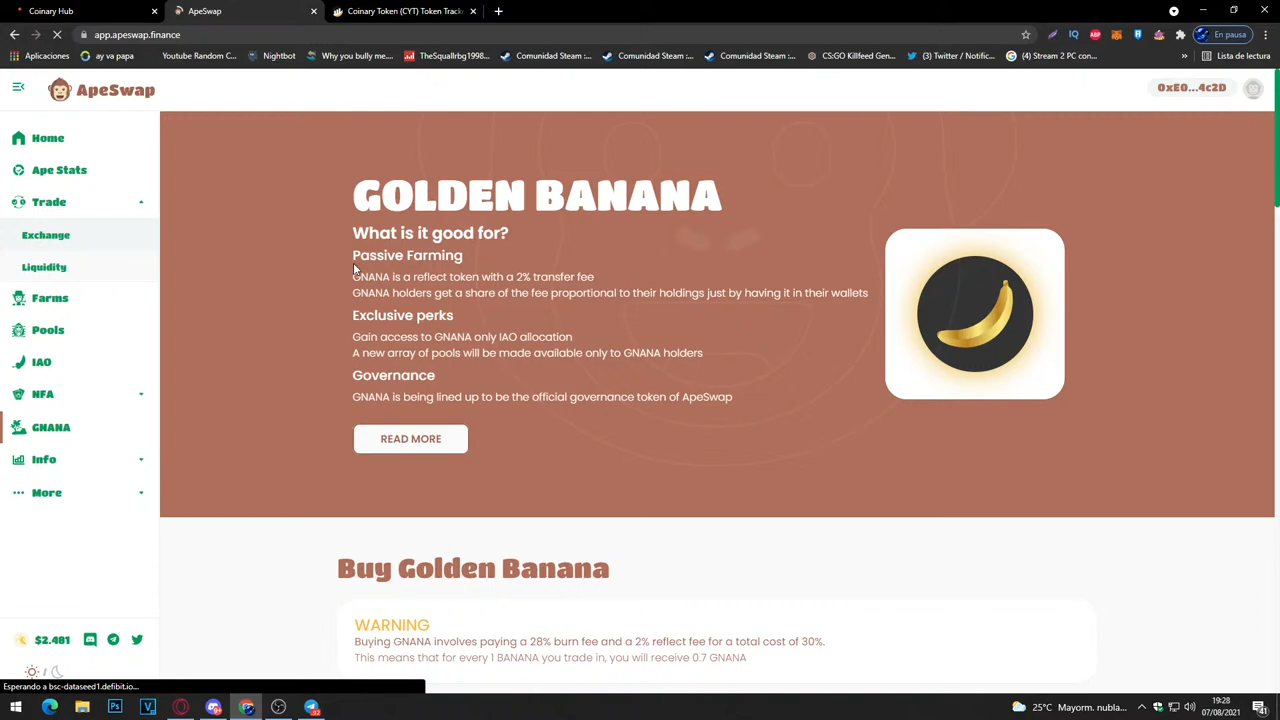 Coinary Hub
ApeSwap
Coinary Token (CYT) Token Track
app.apeswap.finance
En pausa
Aplicaciones
ay va papa
Youtube Random C...
Nightbot
Why you bully me....
TheSquallrg1998...
Comunidad Steam :...
Comunidad Steam :...
Comunidad Steam :...
CS:GO Killfeed Gen...
(3) Twitter / Notific...
(4) Stream 2 PC con...
Lista de lectura
ApeSwap
0xE0...4c2D
Home
Ape Stats
Trade
Exchange
Liquidity
Farms
Pools
IAO
NFA
GNANA
Info
More
GOLDEN BANANA
What is it good for?
Passive Farming
GNANA is a reflect token with a 2% transfer fee
GNANA holders get a share of the fee proportional to their holdings just by having it in their wallets
Exclusive perks
Gain access to GNANA only IAO allocation
A new array of pools will be made available only to GNANA holders
Governance
GNANA is being lined up to be the official governance token of ApeSwap
READ MORE
Buy Golden Banana
WARNING
Buying GNANA involves paying a 28% burn fee and a 2% reflect fee for a total cost of 30%.
This means that for every 1 BANANA you trade in, you will receive 0.7 GNANA
$2.481
Esperando a bsc-dataseed1.defibit.io...
25°C Mayorm. nubla...
19:28
07/08/2021